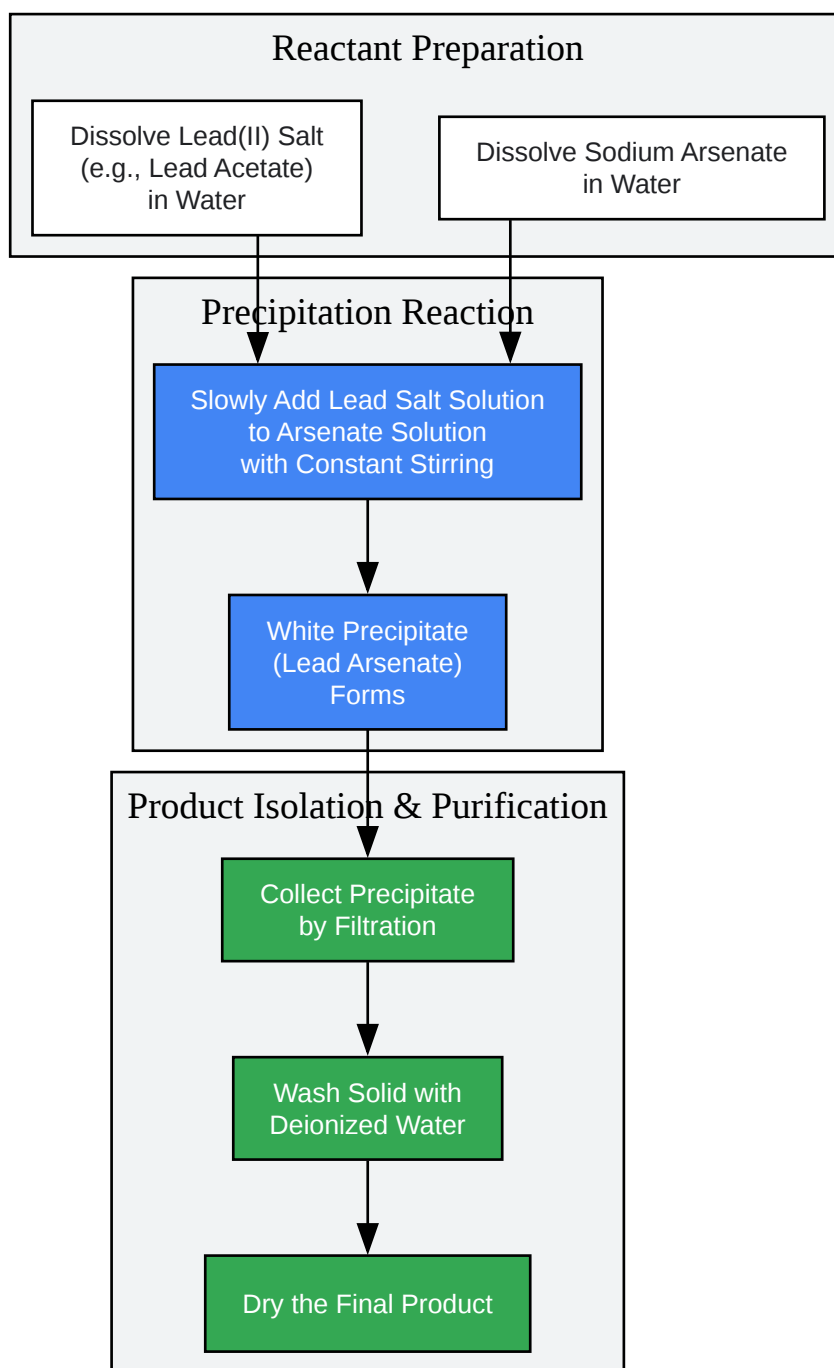 Reactant Preparation
Dissolve Lead(II) Salt
(e.g., Lead Acetate)
in Water
Dissolve Sodium Arsenate
in Water
Precipitation Reaction
Slowly Add Lead Salt Solution
to Arsenate Solution
with Constant Stirring
White Precipitate
(Lead Arsenate)
Forms
Product Isolation & Purification
Collect Precipitate
by Filtration
Wash Solid with
Deionized Water
Dry the Final Product